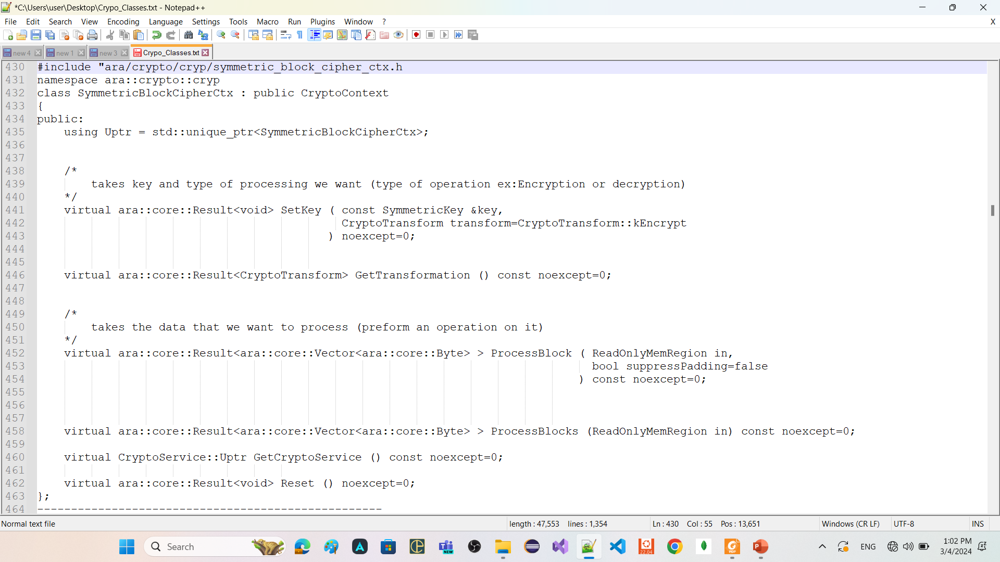 *C:\Users\user\Desktop\Crypo_Classes.txt - Notepad++
File Edit Search View Encoding Language Settings Tools Macro Run Plugins Window ? X
new 4 new 1 new 3 Crypo_Classes.txt
430 #include "ara/crypto/cryp/symmetric_block_cipher_ctx.h
431 namespace ara::crypto::cryp
432 class SymmetricBlockCipherCtx : public CryptoContext
433 {
434 public:
435 using Uptr = std::unique_ptr<SymmetricBlockCipherCtx>;
436
437
438 /*
439 takes key and type of processing we want (type of operation ex:Encryption or decryption)
440 */
441 virtual ara::core::Result<void> SetKey ( const SymmetricKey &key,
442 CryptoTransform transform=CryptoTransform::kEncrypt
443 ) noexcept=0;
444
445
446 virtual ara::core::Result<CryptoTransform> GetTransformation () const noexcept=0;
447
448
449 /*
450 takes the data that we want to process (preform an operation on it)
451 */
452 virtual ara::core::Result<ara::core::Vector<ara::core::Byte> > ProcessBlock ( ReadOnlyMemRegion in,
453 bool suppressPadding=false
454 ) const noexcept=0;
455
456
457
458 virtual ara::core::Result<ara::core::Vector<ara::core::Byte> > ProcessBlocks (ReadOnlyMemRegion in) const noexcept=0;
459
460 virtual CryptoService::Uptr GetCryptoService () const noexcept=0;
461
462 virtual ara::core::Result<void> Reset () noexcept=0;
463 };
464 ---------------------------------------------------
Normal text file length : 47,553 lines : 1,354 Ln : 430 Col : 55 Pos : 13,651 Windows (CR LF) UTF-8 INS
Search NEW 22.04 PDF ENG 1:02 PM
3/4/2024